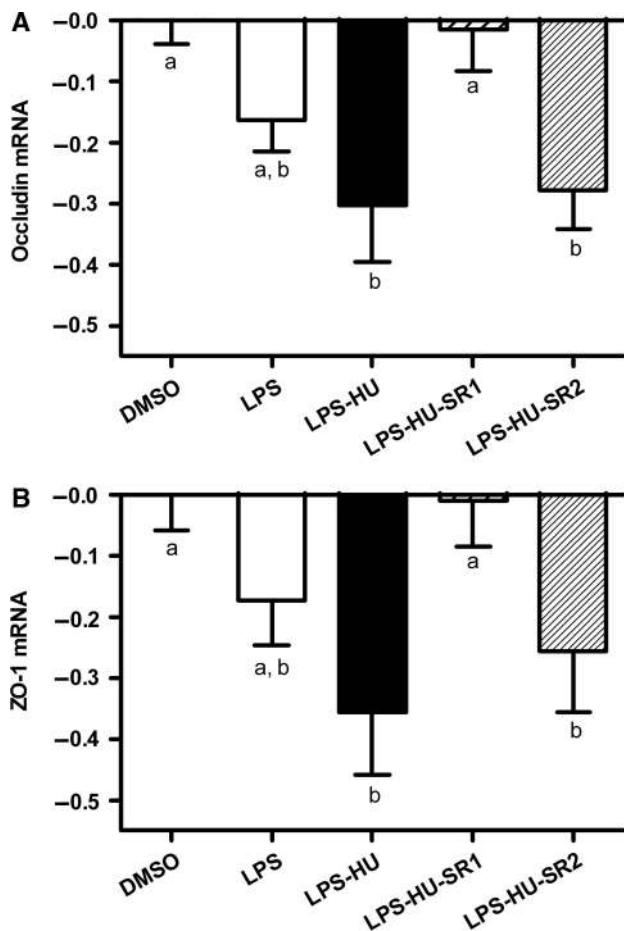 A
Occludin mRNA
–0.0
–0.1
–0.2
–0.3
–0.4
–0.5
a
a, b
b
a
b
DMSO
LPS
LPS-HU
LPS-HU-SR1
LPS-HU-SR2
B
ZO-1 mRNA
–0.0
–0.1
–0.2
–0.3
–0.4
–0.5
a
a, b
b
a
b
DMSO
LPS
LPS-HU
LPS-HU-SR1
LPS-HU-SR2